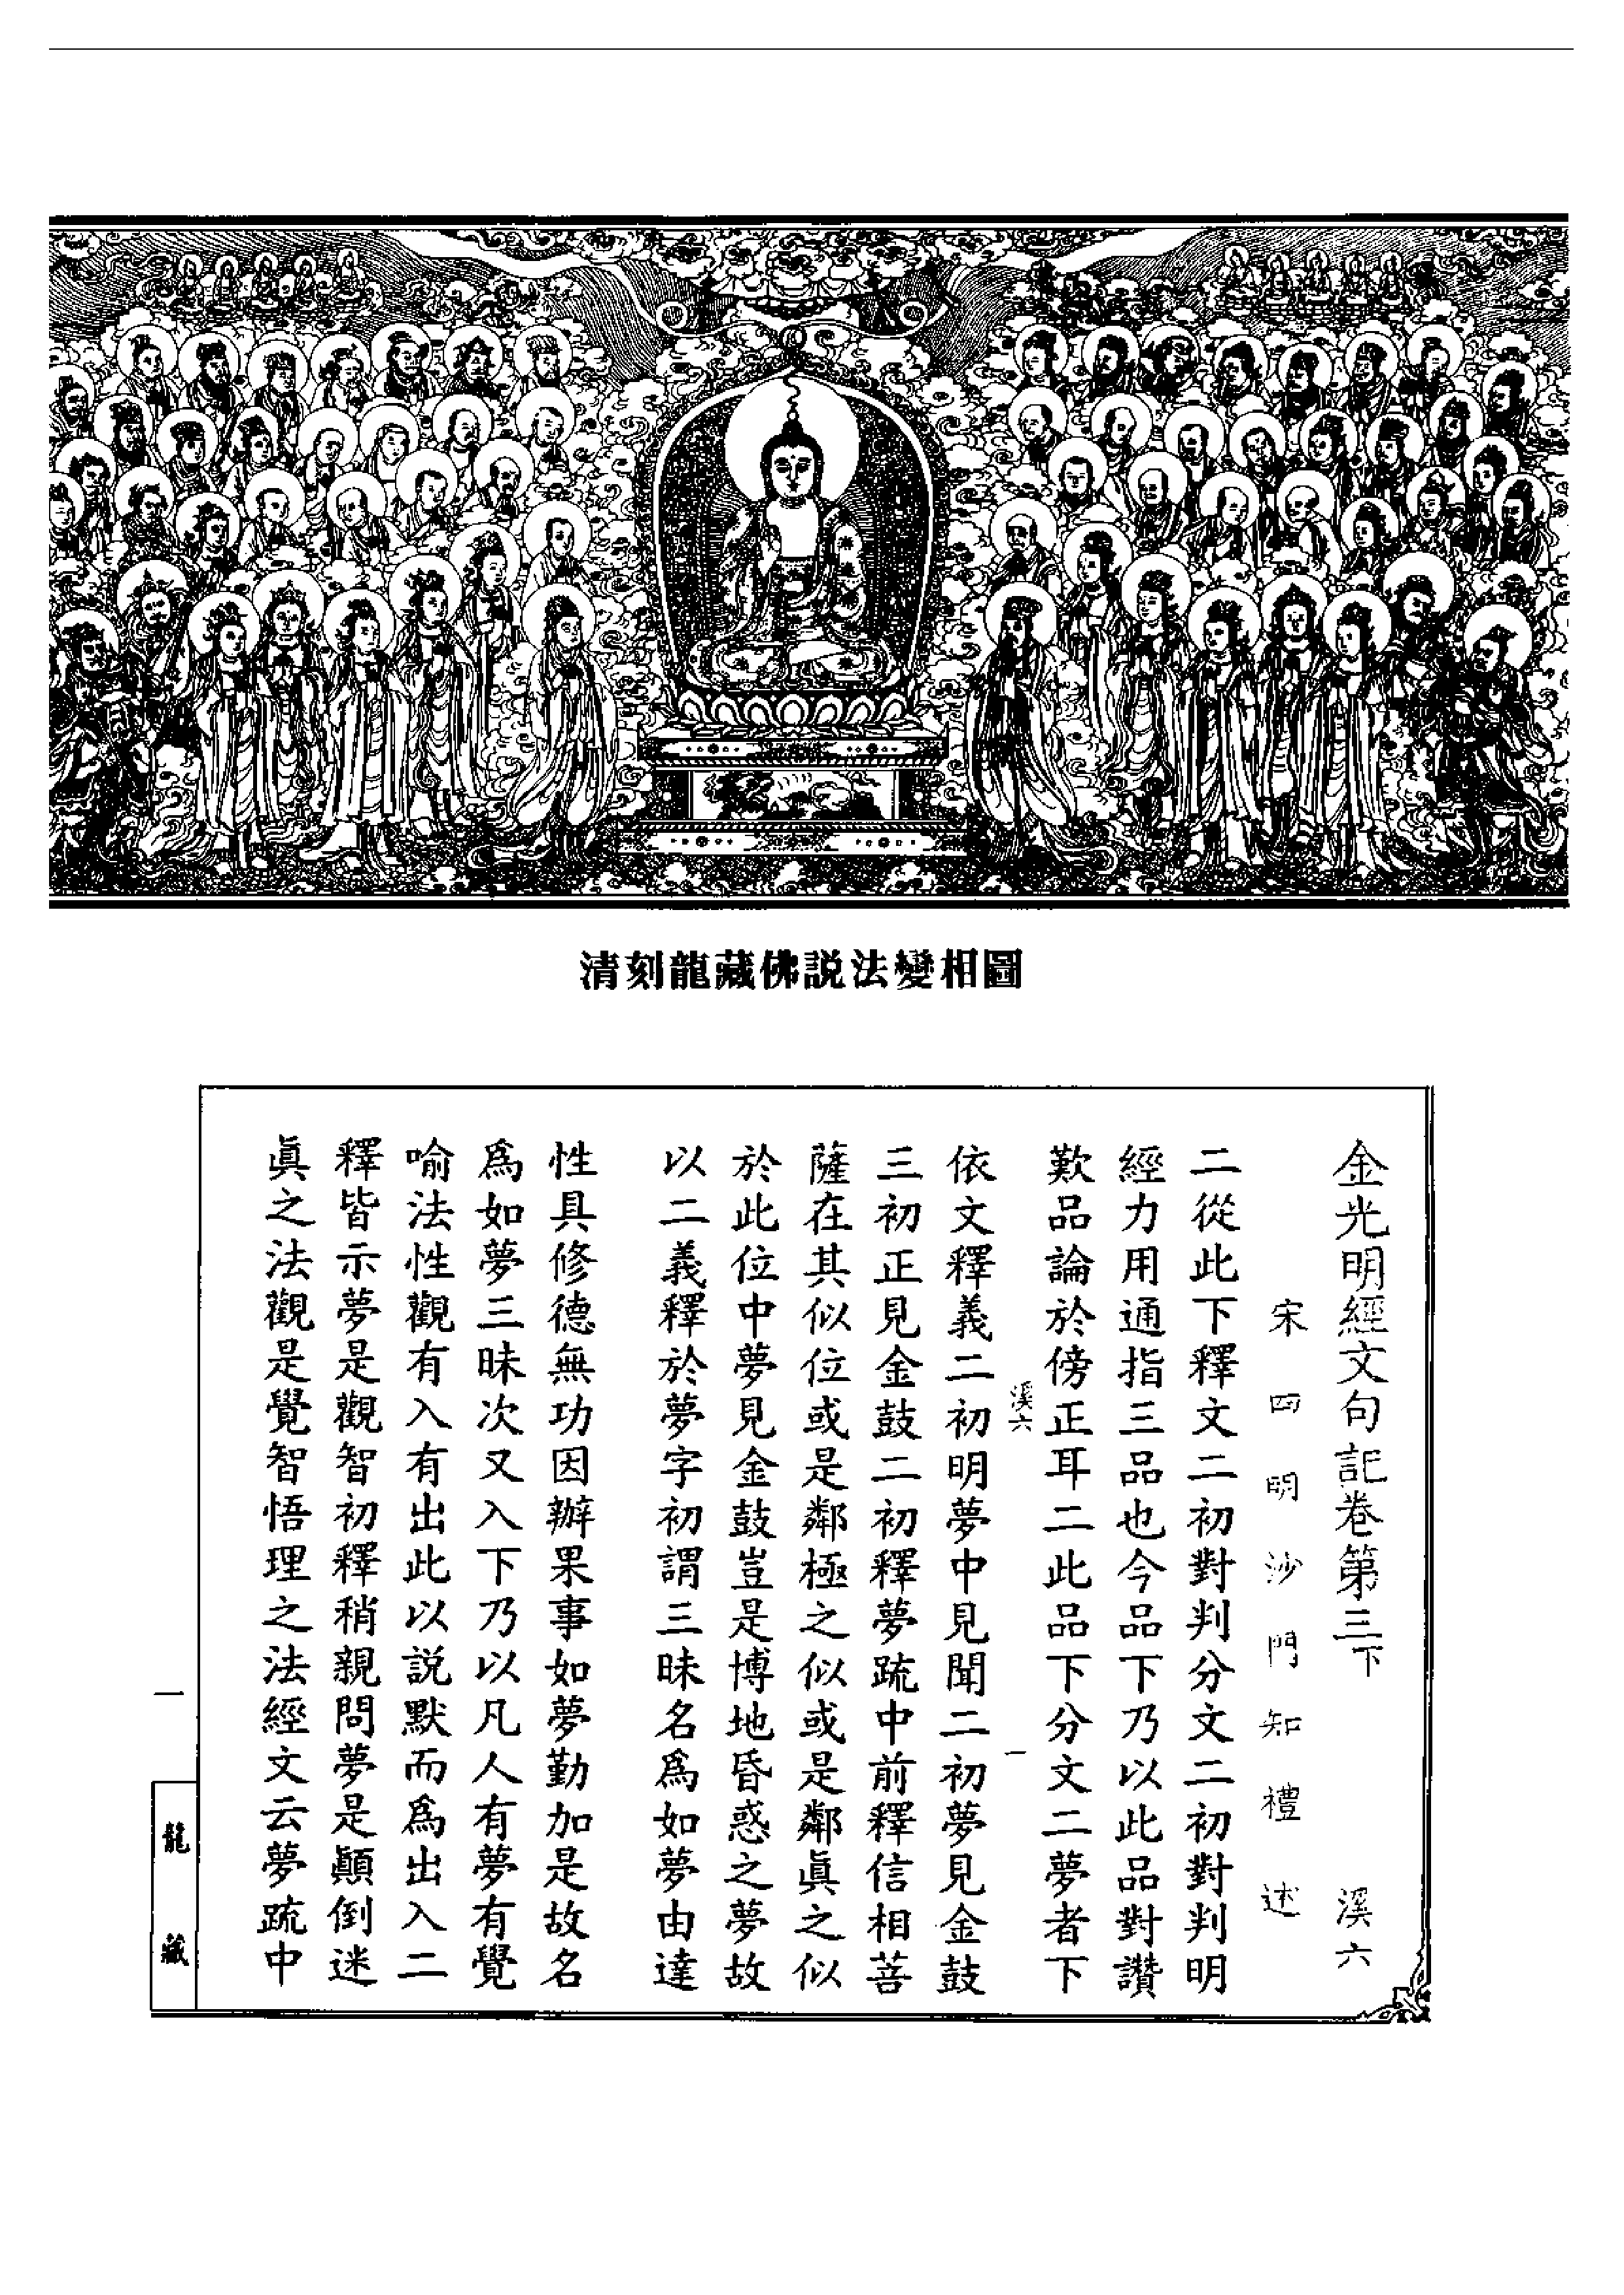 清刻龍藏佛説法變相圖
金光明經文句記卷第三下
溪六
宋四明沙門知禮述
二從此下釋文二初對判分文二初對判明
經力用通指三品也今品下乃以此品對讚
歎品論於傍正耳二此品下分文二夢者下
溪六
一
依文釋義二初明夢中見聞二初夢見金鼓
三初正見金鼓二初釋夢䟽中前釋信相菩
薩在其似位或是鄰極之似或是鄰眞之似
於此位中夢見金鼓豈是博地昏惑之夢故
以二義釋於夢字初謂三昧名爲如夢由達
性具修德無功因辦果事如夢勤加是故名
爲如夢三昧次又入下乃以凡人有夢有覺
喻法性觀有入有出此以説默而爲出入二
釋皆示夢是觀智初釋稍親問夢是顚倒迷
眞之法觀是覺智悟理之法經文云夢䟽中
一
龍藏